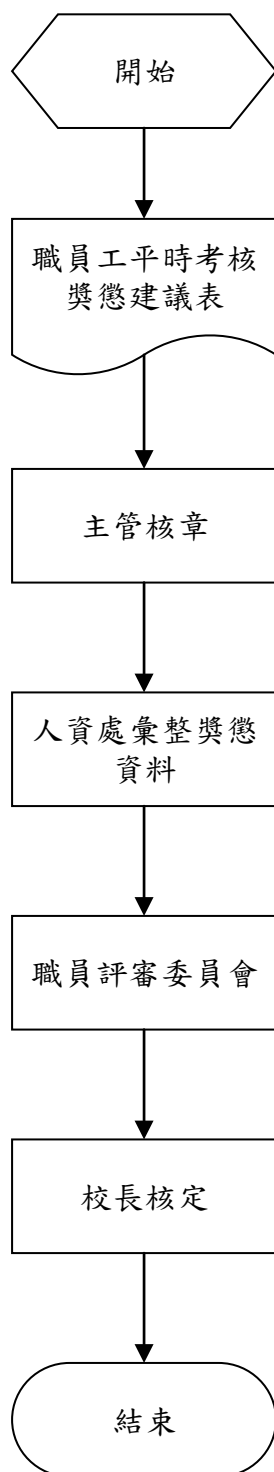 開始
職員工平時考核
獎懲建議表
主管核章
人資處彙整獎懲
資料
職員評審委員會
校長核定
結束